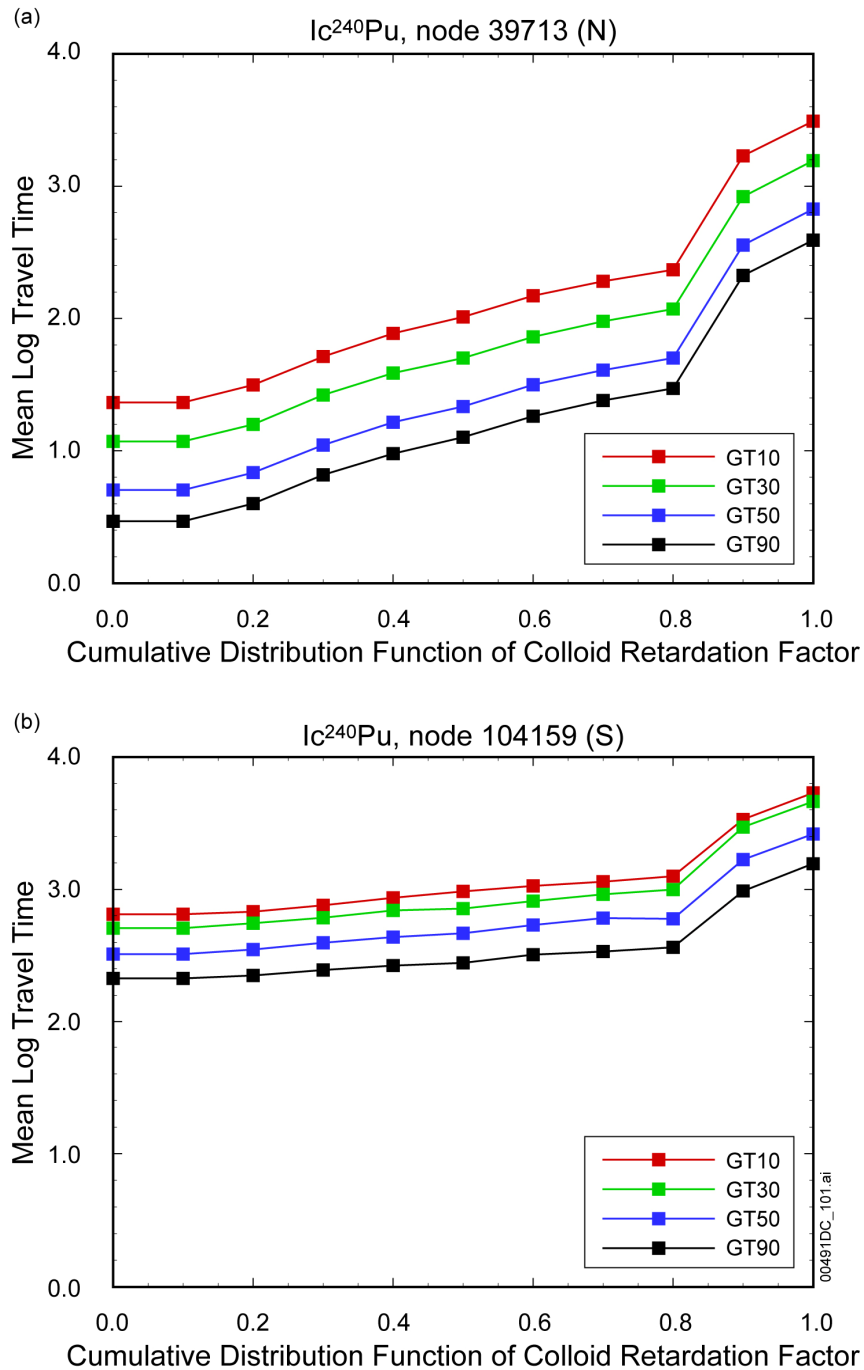 (a)
Ic²⁴⁰Pu, node 39713 (N)
4.0
3.0
2.0
1.0
0.0
Mean Log Travel Time
GT10
GT30
GT50
GT90
0.0 0.2 0.4 0.6 0.8 1.0
Cumulative Distribution Function of Colloid Retardation Factor
(b)
Ic²⁴⁰Pu, node 104159 (S)
4.0
3.0
2.0
1.0
0.0
Mean Log Travel Time
GT10
GT30
GT50
GT90
00491DC_101.ai
0.0 0.2 0.4 0.6 0.8 1.0
Cumulative Distribution Function of Colloid Retardation Factor